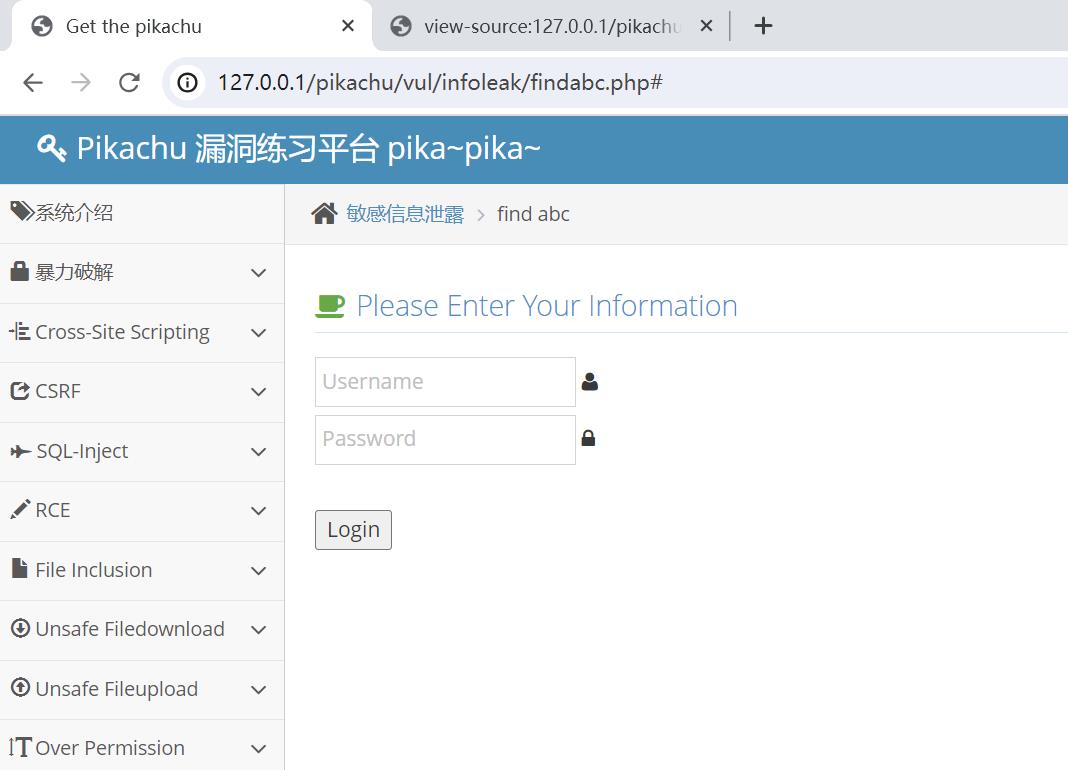 Get the pikachu
view-source:127.0.0.1/pikachu
127.0.0.1/pikachu/vul/infoleak/findabc.php#
Pikachu 漏洞练习平台 pika~pika~
系统介绍
暴力破解
Cross-Site Scripting
CSRF
SQL-Inject
RCE
File Inclusion
Unsafe Filedownload
Unsafe Fileupload
Over Permission
敏感信息泄露 > find abc
Please Enter Your Information
Username
Password
Login